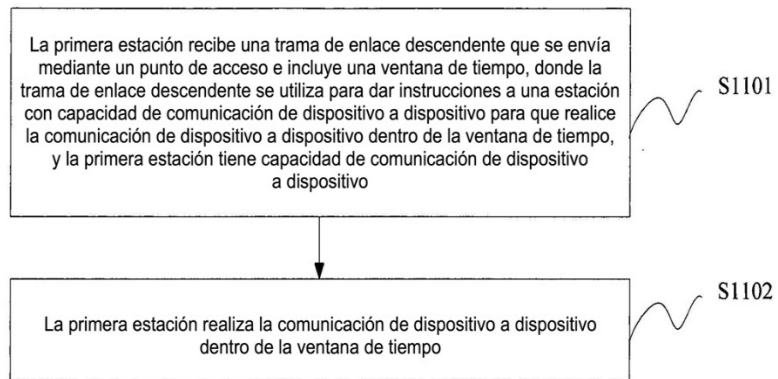 La primera estación recibe una trama de enlace descendente que se envía
mediante un punto de acceso e incluye una ventana de tiempo, donde la
trama de enlace descendente se utiliza para dar instrucciones a una estación
con capacidad de comunicación de dispositivo a dispositivo para que realice
la comunicación de dispositivo a dispositivo dentro de la ventana de tiempo,
y la primera estación tiene capacidad de comunicación de dispositivo
a dispositivo
S1101
La primera estación realiza la comunicación de dispositivo a dispositivo
dentro de la ventana de tiempo
S1102